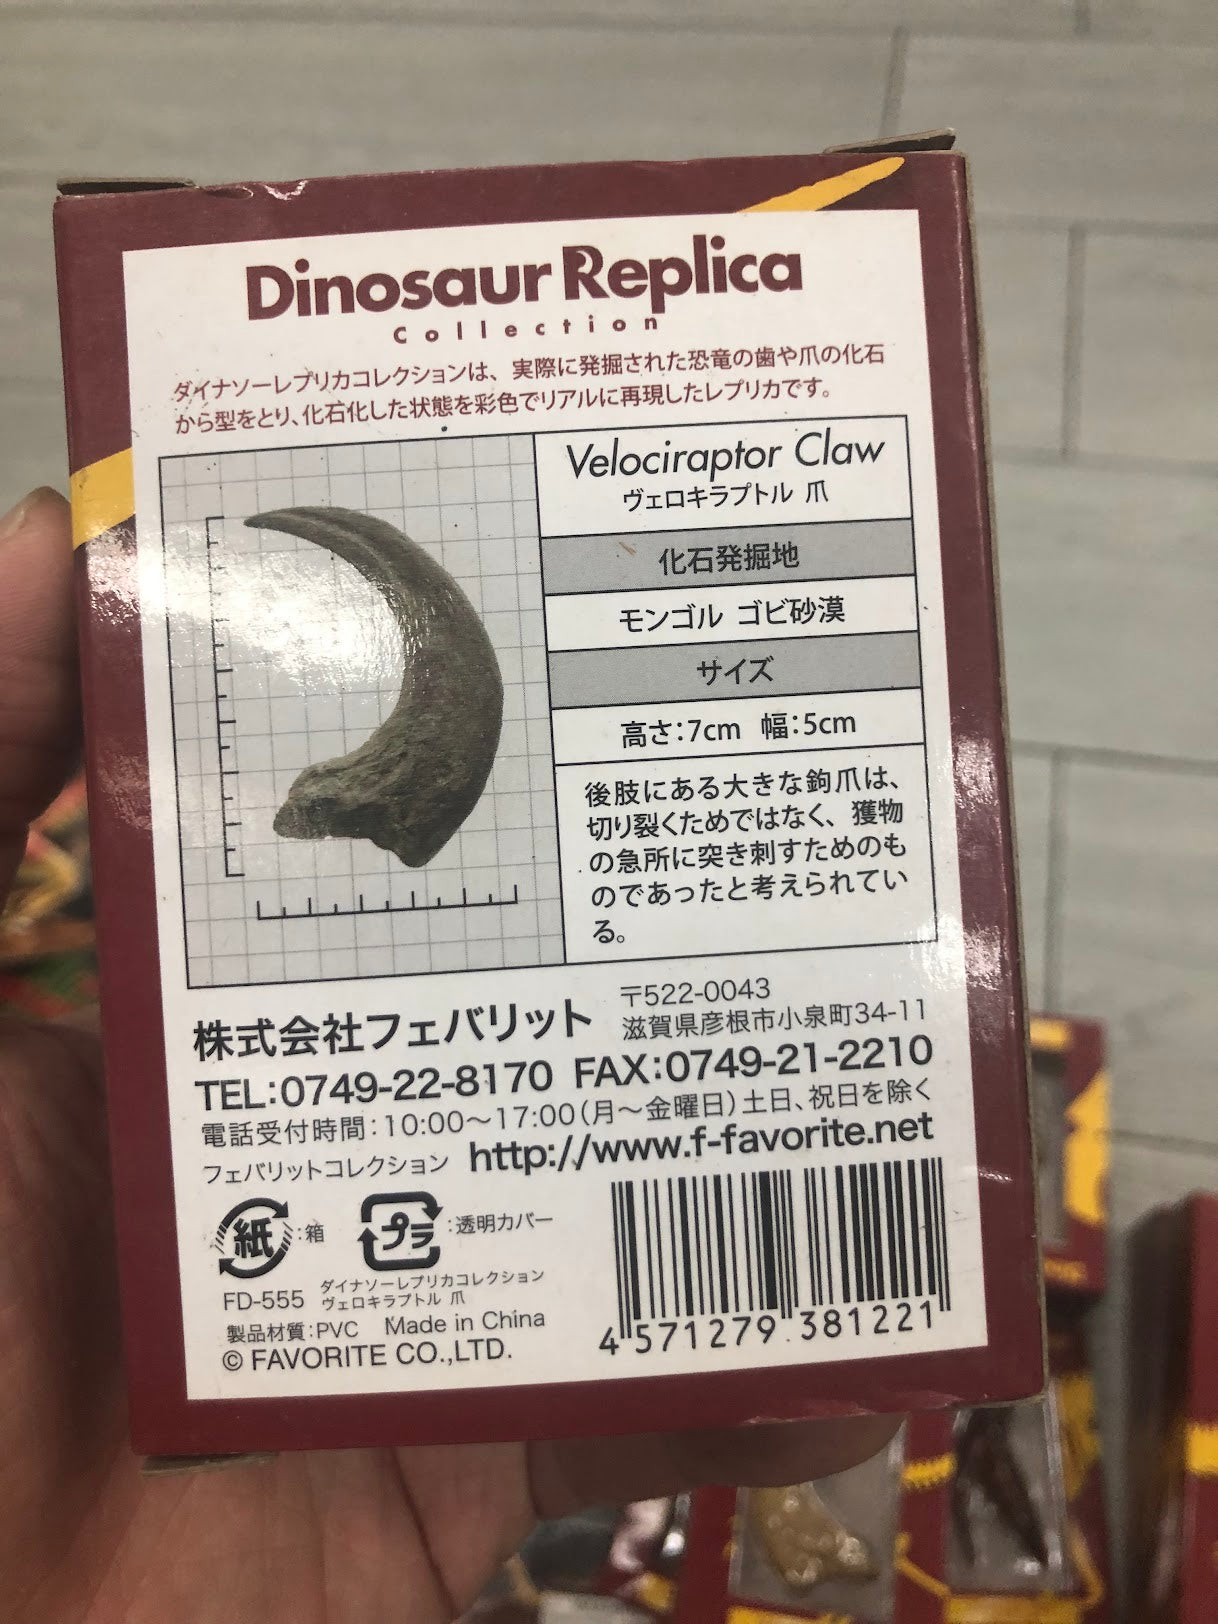 Dinosaur Replica
Collection
ダイナソーレプリカコレクションは、実際に発掘された恐竜の歯や爪の化石
から型をとり、化石化した状態を彩色でリアルに再現したレプリカです。
Velociraptor Claw
ヴェロキラプトル 爪
化石発掘地
モンゴル ゴビ砂漠
サイズ
高さ:7cm 幅:5cm
後肢にある大きな鉤爪は、
切り裂くためではなく、獲物
の急所に突き刺すためのも
のであったと考えられてい
る。
株式会社フェバリット
〒522-0043
滋賀県彦根市小泉町34-11
TEL:0749-22-8170 FAX:0749-21-2210
電話受付時間:10:00〜17:00(月〜金曜日)土日、祝日を除く
フェバリットコレクション http://www.f-favorite.net
紙:箱 プラ:透明カバー
FD-555 ダイナソーレプリカコレクション
ヴェロキラプトル 爪
製品材質:PVC Made in China
© FAVORITE CO.,LTD.
4 571279 381221